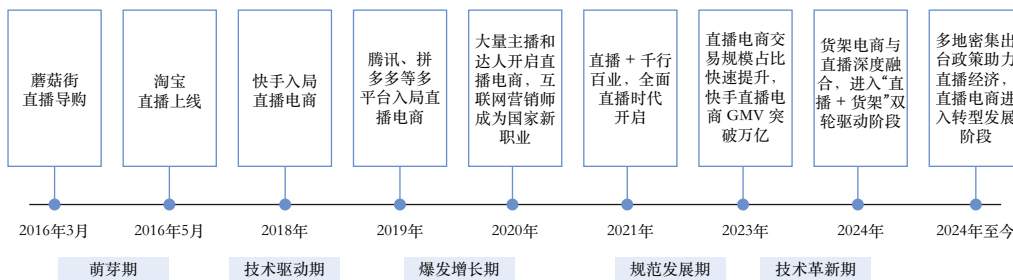 蘑菇街
直播导购
淘宝
直播上线
快手入局
直播电商
腾讯、拼
多多等多
平台入局直
播电商
大量主播和
达人开启直
播电商，互
联网营销师
成为国家新
职业
直播 + 千行
百业，全面
直播时代
开启
直播电商交
易规模占比
快速提升，
快手直播电
商 GMV 突
破万亿
货架电商与
直播深度融
合，进入“直
播 + 货架”双
轮驱动阶段
多地密集出
台政策助力
直播经济，
直播电商进
入转型发展
阶段
2016年3月
2016年5月
2018年
2019年
2020年
2021年
2023年
2024年
2024年至今
萌芽期
技术驱动期
爆发增长期
规范发展期
技术革新期